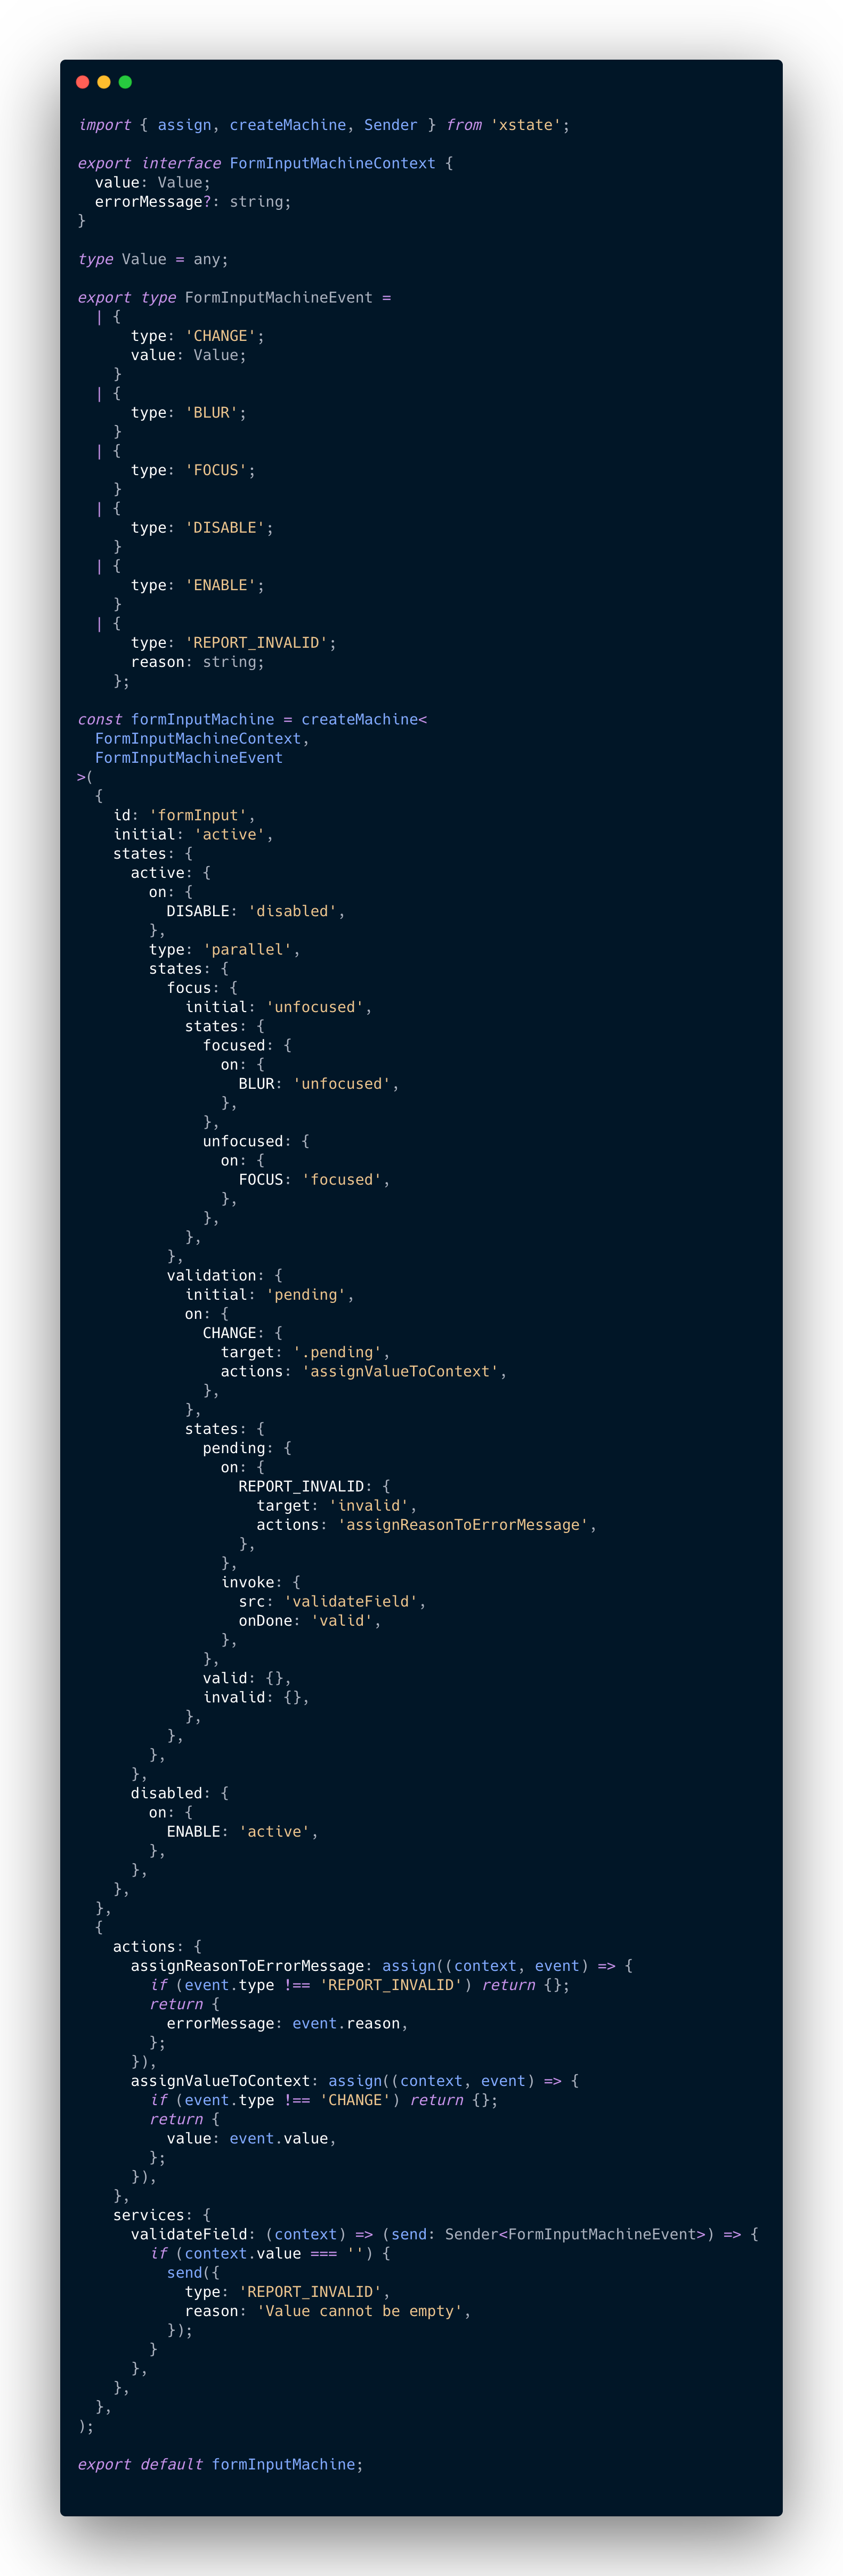 import { assign, createMachine, Sender } from 'xstate';

export interface FormInputMachineContext {
  value: Value;
  errorMessage?: string;
}

type Value = any;

export type FormInputMachineEvent =
  | {
      type: 'CHANGE';
      value: Value;
    }
  | {
      type: 'BLUR';
    }
  | {
      type: 'FOCUS';
    }
  | {
      type: 'DISABLE';
    }
  | {
      type: 'ENABLE';
    }
  | {
      type: 'REPORT_INVALID';
      reason: string;
    };

const formInputMachine = createMachine<
  FormInputMachineContext,
  FormInputMachineEvent
>(
  {
    id: 'formInput',
    initial: 'active',
    states: {
      active: {
        on: {
          DISABLE: 'disabled',
        },
        type: 'parallel',
        states: {
          focus: {
            initial: 'unfocused',
            states: {
              focused: {
                on: {
                  BLUR: 'unfocused',
                },
              },
              unfocused: {
                on: {
                  FOCUS: 'focused',
                },
              },
            },
          },
          validation: {
            initial: 'pending',
            on: {
              CHANGE: {
                target: '.pending',
                actions: 'assignValueToContext',
              },
            },
            states: {
              pending: {
                on: {
                  REPORT_INVALID: {
                    target: 'invalid',
                    actions: 'assignReasonToErrorMessage',
                  },
                },
                invoke: {
                  src: 'validateField',
                  onDone: 'valid',
                },
              },
              valid: {},
              invalid: {},
            },
          },
        },
      },
      disabled: {
        on: {
          ENABLE: 'active',
        },
      },
    },
  },
  {
    actions: {
      assignReasonToErrorMessage: assign((context, event) => {
        if (event.type !== 'REPORT_INVALID') return {};
        return {
          errorMessage: event.reason,
        };
      }),
      assignValueToContext: assign((context, event) => {
        if (event.type !== 'CHANGE') return {};
        return {
          value: event.value,
        };
      }),
    },
    services: {
      validateField: (context) => (send: Sender<FormInputMachineEvent>) => {
        if (context.value === '') {
          send({
            type: 'REPORT_INVALID',
            reason: 'Value cannot be empty',
          });
        }
      },
    },
  },
);

export default formInputMachine;